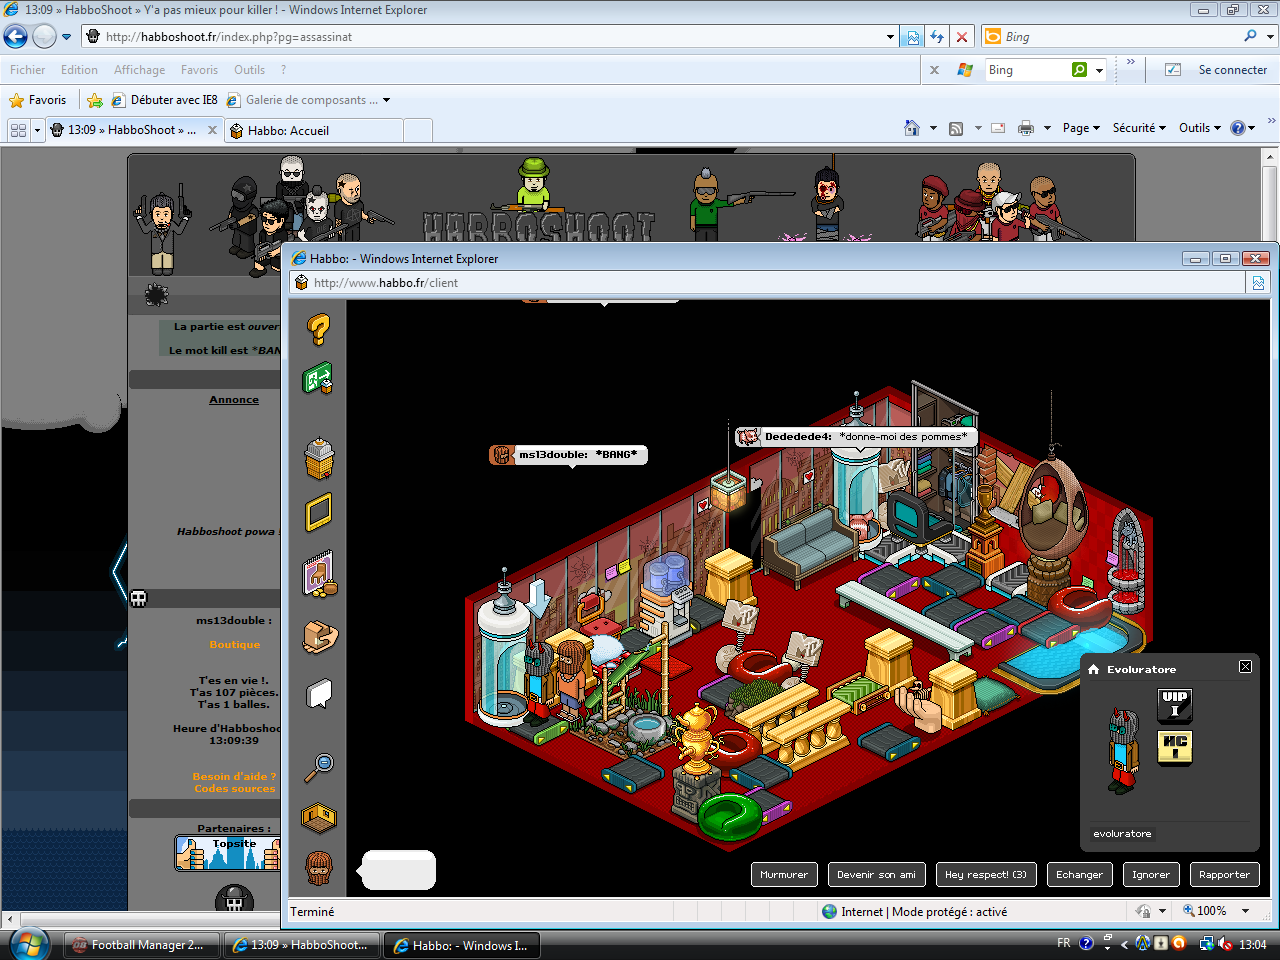 13:09 » HabboShoot » Y'a pas mieux pour killer ! - Windows Internet Explorer
http://habboshoot.fr/index.php?pg=assassinat
Bing
Fichier Edition Affichage Favoris Outils ?
Bing
Se connecter
Favoris
Débuter avec IE8
Galerie de composants ...
13:09 » HabboShoot » ...
Habbo: Accueil
Page
Sécurité
Outils
HABBOSHOOT
Habbo: - Windows Internet Explorer
http://www.habbo.fr/client
La partie est ouver
Le mot kill est *BAN
Annonce
Habboshoot powa
ms13double :
Boutique
T'es en vie !.
T'as 107 pièces.
T'as 1 balles.
Heure d'Habboshoo
13:09:39
Besoin d'aide ?
Codes sources
Partenaires :
Topsite
Dededede4: *donne-moi des pommes*
ms13double: *BANG*
MTV
MTV
MTV
Evoluratore
VIP
I
HC
I
evoluratore
Murmurer
Devenir son ami
Hey respect! (3)
Echanger
Ignorer
Rapporter
Terminé
Internet | Mode protégé : activé
100%
Football Manager 2...
13:09 » HabboShoot...
Habbo: - Windows I...
FR
13:04